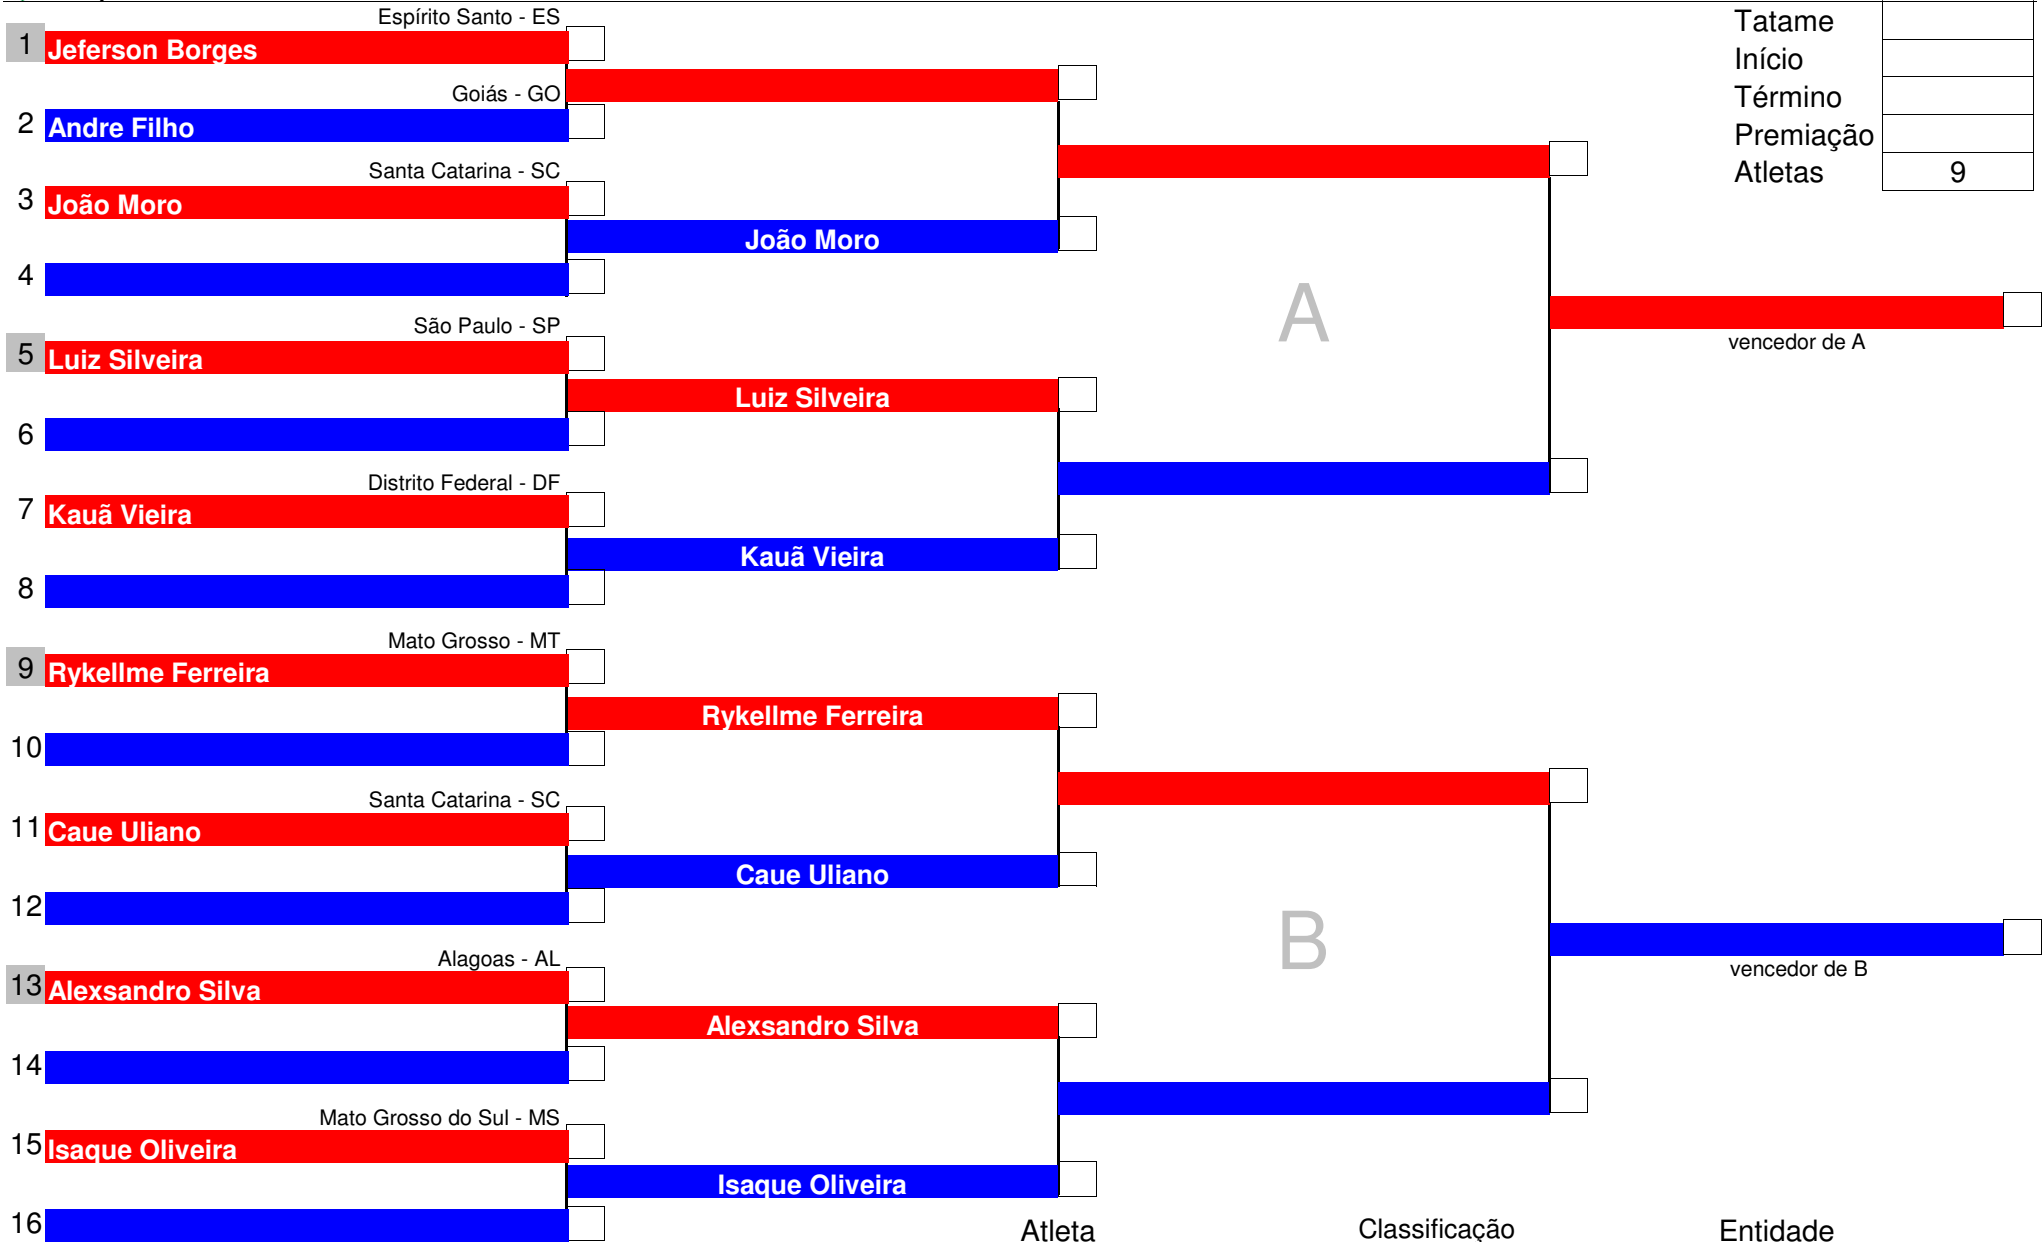 Espírito Santo - ES
1 Jeferson Borges
Goiás - GO
2 Andre Filho
Santa Catarina - SC
3 João Moro
João Moro
4
São Paulo - SP
5 Luiz Silveira
Luiz Silveira
6
Distrito Federal - DF
7 Kauã Vieira
Kauã Vieira
8
Mato Grosso - MT
9 Rykellme Ferreira
Rykellme Ferreira
10
Santa Catarina - SC
11 Caue Uliano
Caue Uliano
12
Alagoas - AL
13 Alexsandro Silva
Alexsandro Silva
14
Mato Grosso do Sul - MS
15 Isaque Oliveira
Isaque Oliveira
16
A
B
vencedor de A
vencedor de B
Tatame
Início
Término
Premiação
Atletas 9
Atleta Classificação Entidade